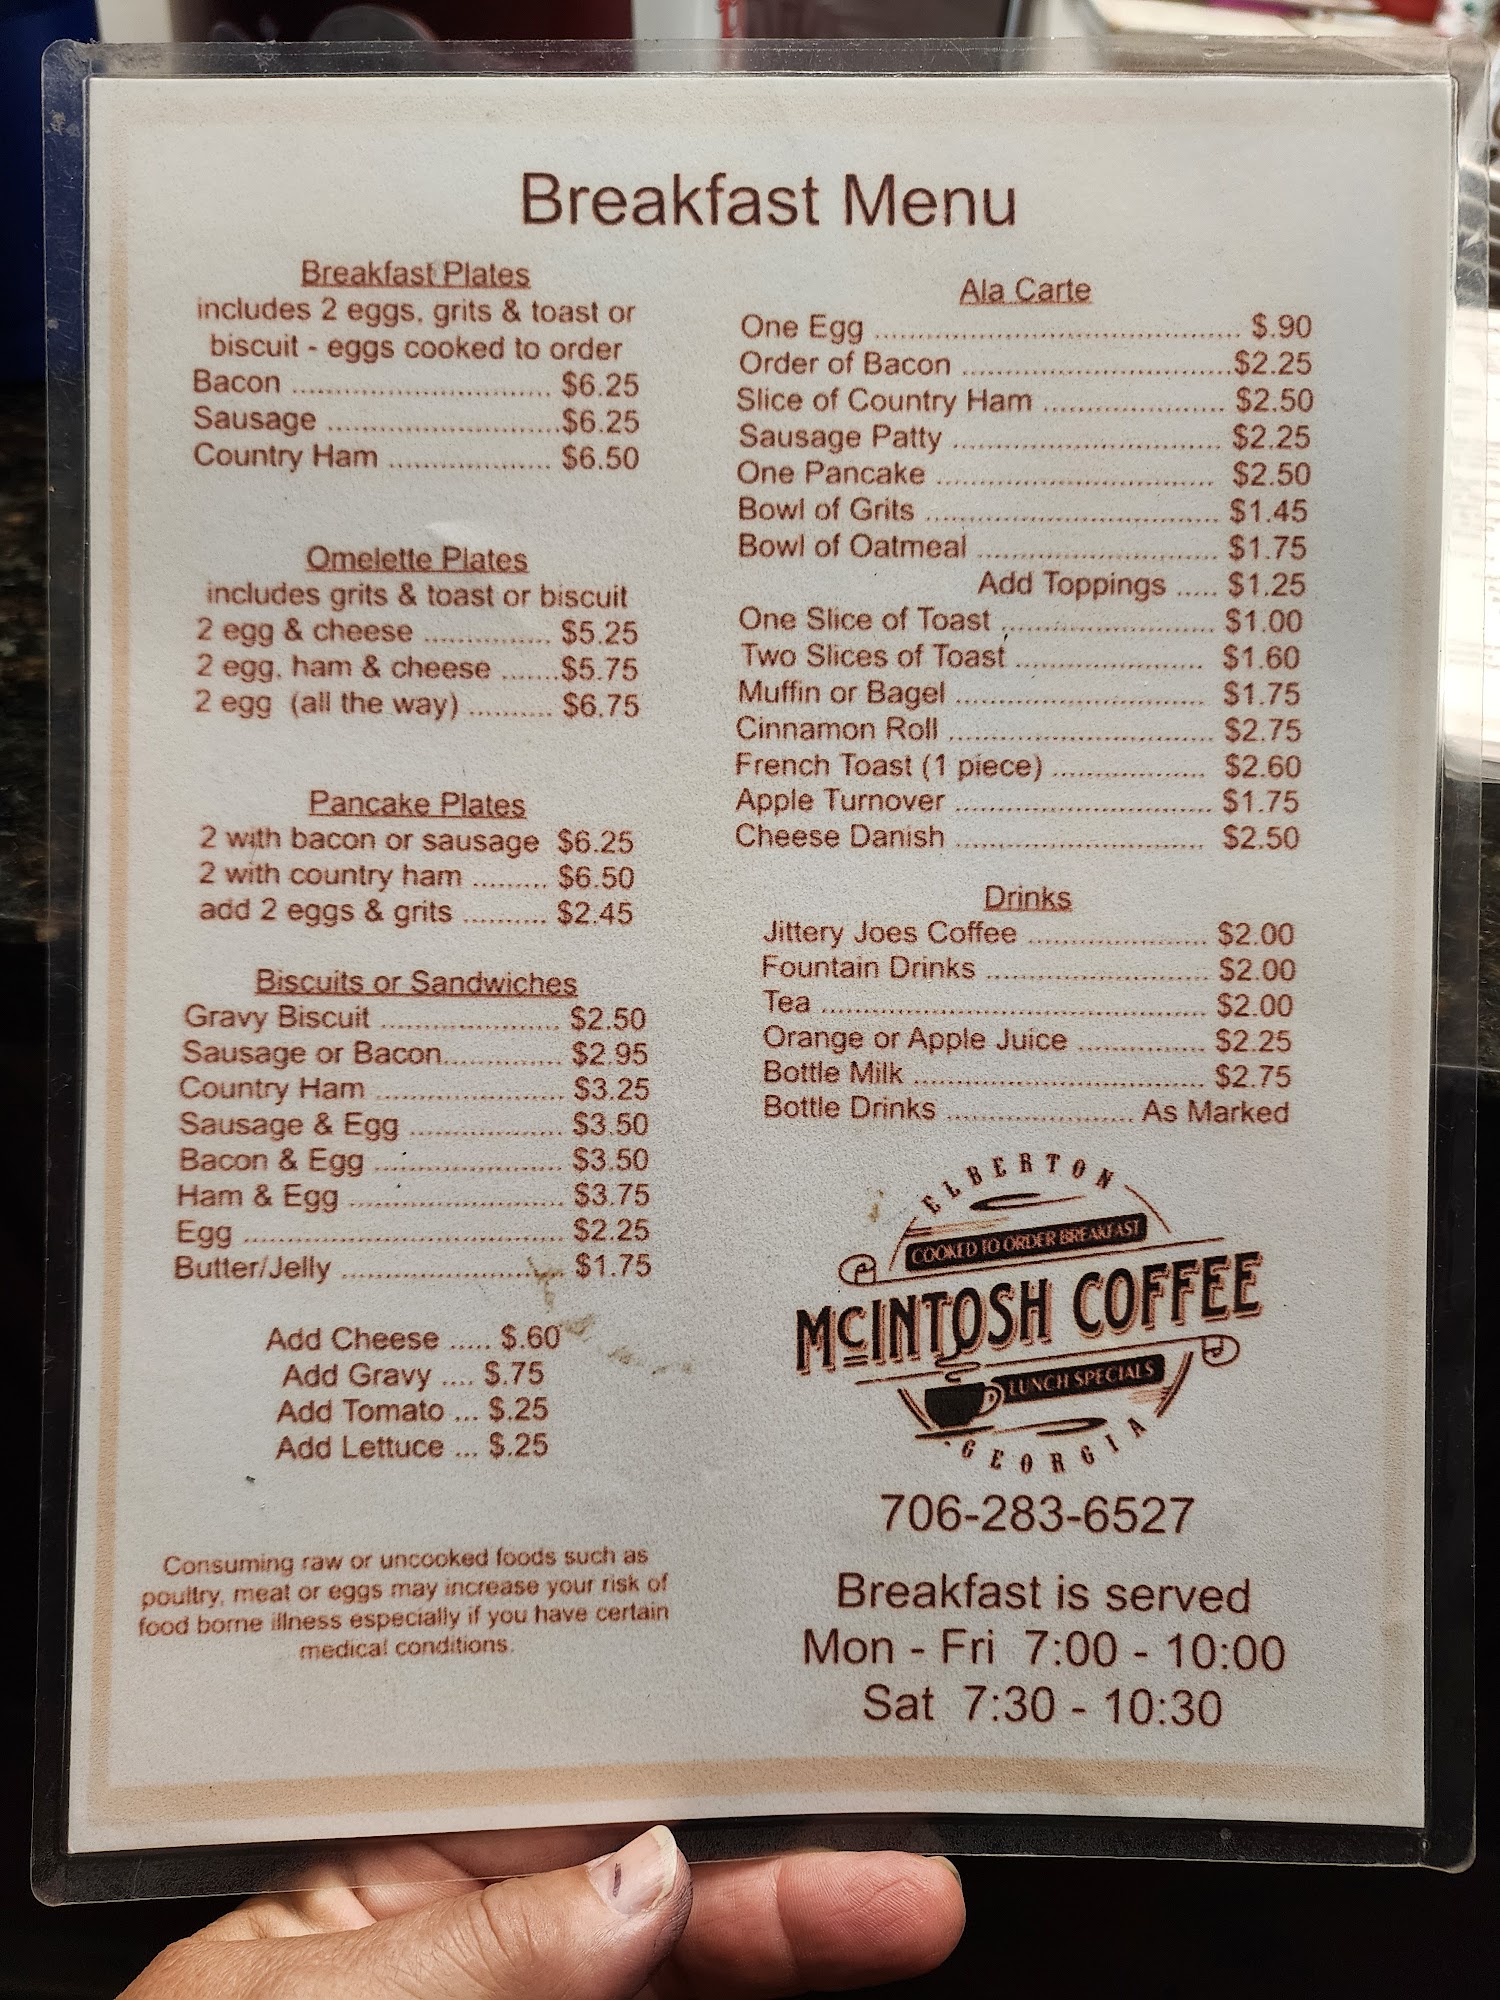 Breakfast Menu
Breakfast Plates
includes 2 eggs, grits & toast or
biscuit - eggs cooked to order
Bacon ............................... $6.25
Sausage ............................$6.25
Country Ham .................... $6.50
Omelette Plates
includes grits & toast or biscuit
2 egg & cheese ............... $5.25
2 egg, ham & cheese .......$5.75
2 egg (all the way) .......... $6.75
Pancake Plates
2 with bacon or sausage $6.25
2 with country ham ......... $6.50
add 2 eggs & grits .......... $2.45
Biscuits or Sandwiches
Gravy Biscuit ...................... $2.50
Sausage or Bacon.............. $2.95
Country Ham ....................... $3.25
Sausage & Egg ................... $3.50
Bacon & Egg ....................... $3.50
Ham & Egg .......................... $3.75
Egg ....................................... $2.25
Butter/Jelly ........................... $1.75
Add Cheese ..... $.60
Add Gravy .... $.75
Add Tomato ... $.25
Add Lettuce ... $.25
Consuming raw or uncooked foods such as
poultry, meat or eggs may increase your risk of
food borne illness especially if you have certain
medical conditions.
Ala Carte
One Egg ............................................ $.90
Order of Bacon .................................$2.25
Slice of Country Ham ...................... $2.50
Sausage Patty ................................. $2.25
One Pancake .................................. $2.50
Bowl of Grits .................................... $1.45
Bowl of Oatmeal ............................. $1.75
Add Toppings ..... $1.25
One Slice of Toast .......................... $1.00
Two Slices of Toast ....................... $1.60
Muffin or Bagel ............................... $1.75
Cinnamon Roll ................................ $2.75
French Toast (1 piece) ................... $2.60
Apple Turnover ............................... $1.75
Cheese Danish .............................. $2.50
Drinks
Jittery Joes Coffee ...................... $2.00
Fountain Drinks ........................... $2.00
Tea ............................................... $2.00
Orange or Apple Juice ................ $2.25
Bottle Milk ................................... $2.75
Bottle Drinks ....................... As Marked
ELBERTON
COOKED TO ORDER BREAKFAST
McINTOSH COFFEE
LUNCH SPECIALS
GEORGIA
706-283-6527
Breakfast is served
Mon - Fri 7:00 - 10:00
Sat 7:30 - 10:30